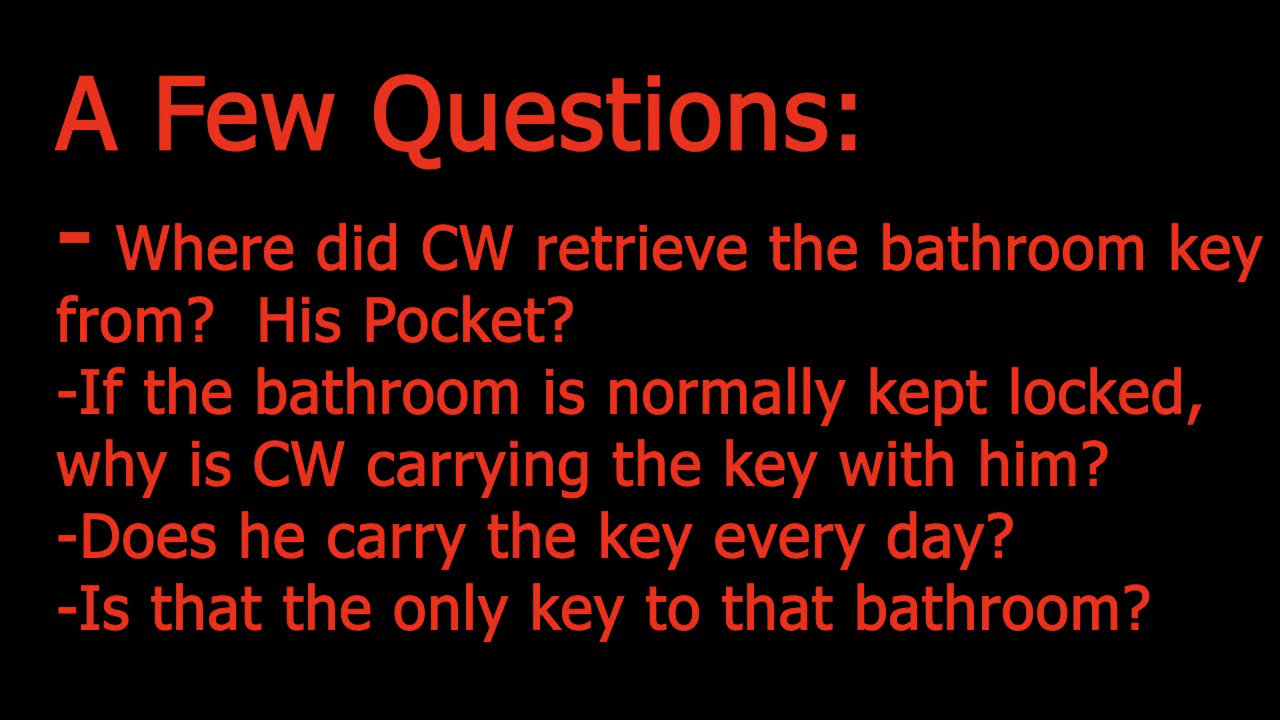 A Few Questions:
- Where did CW retrieve the bathroom key
from?  His Pocket?
-If the bathroom is normally kept locked,
why is CW carrying the key with him?
-Does he carry the key every day?
-Is that the only key to that bathroom?